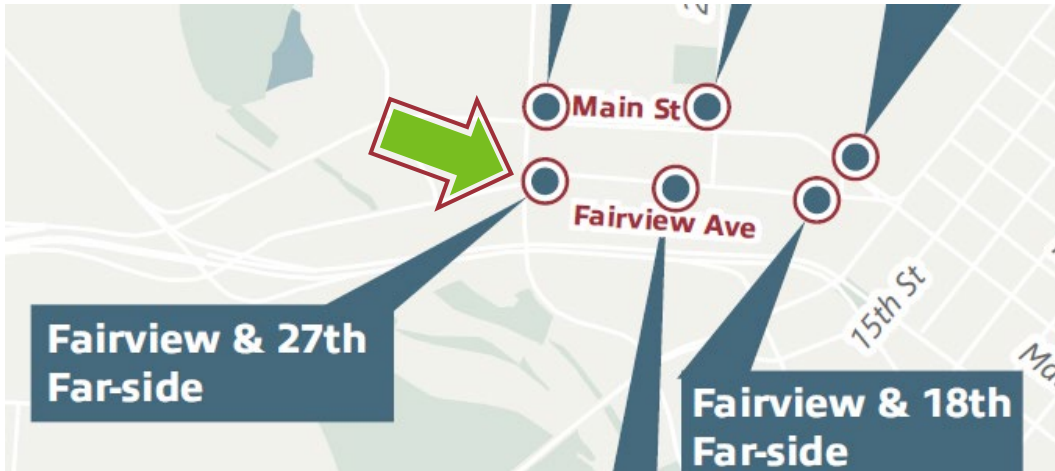 Main St
Fairview Ave
15th St
Fairview & 27th
Far-side
Fairview & 18th
Far-side